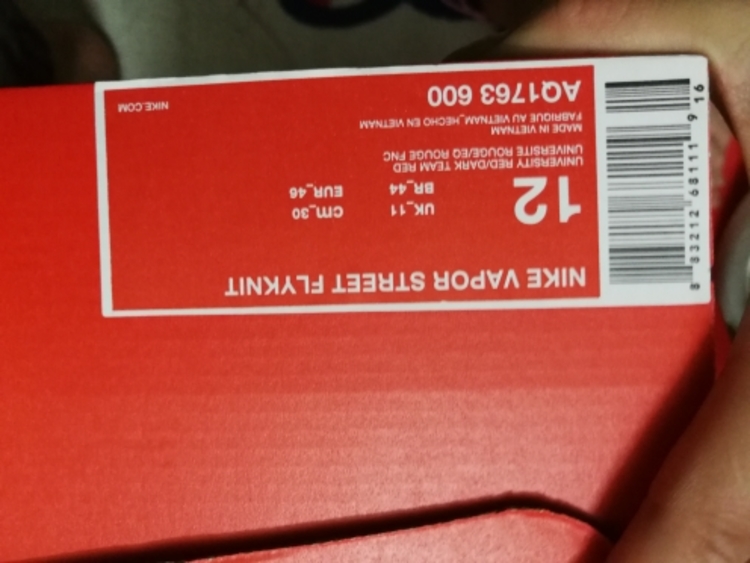 NIKE VAPOR STREET FLYKNIT
12
UK_11 cm_30
BR_44 EUR_46
UNIVERSITY RED/DARK TEAM RED
UNIVERSITE ROUGE/EQ ROUGE FNC
MADE IN VIETNAM
FABRIQUE AU VIETNAM_HECHO EN VIETNAM
AQ1763 600
NIKE.COM
8 83212 68111 9 16